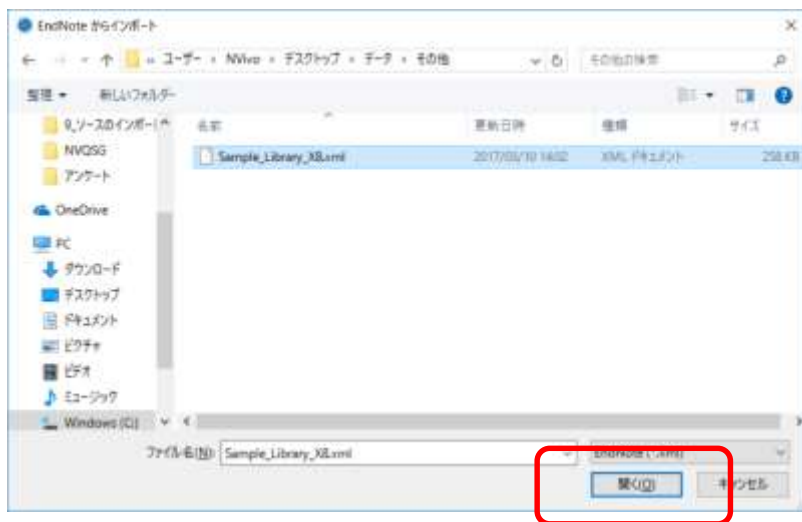 EndNote からインポート
« ユーザー › NVivo › デスクトップ › データ › その他
その他の検索
整理 新しいフォルダー
名前 更新日時 種類 サイズ
9_ソースのインポート(
NVQSG
アンケート
OneDrive
PC
ダウンロード
デスクトップ
ドキュメント
ピクチャ
ビデオ
ミュージック
Windows (C:)
Sample_Library_X8.xml 2017/03/10 14:02 XML ドキュメント 258 KB
ファイル名(N): Sample_Library_X8.xml
EndNote (*.xml)
開く(O) キャンセル